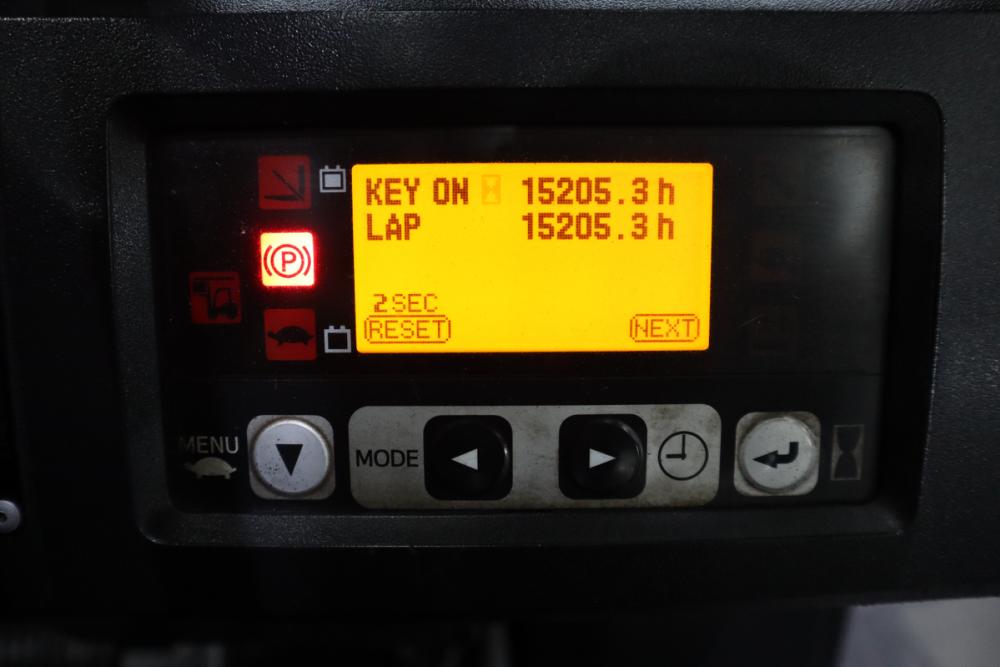 KEY ON 15205.3 h
LAP 15205.3 h
2 SEC
RESET NEXT
P
MENU
MODE